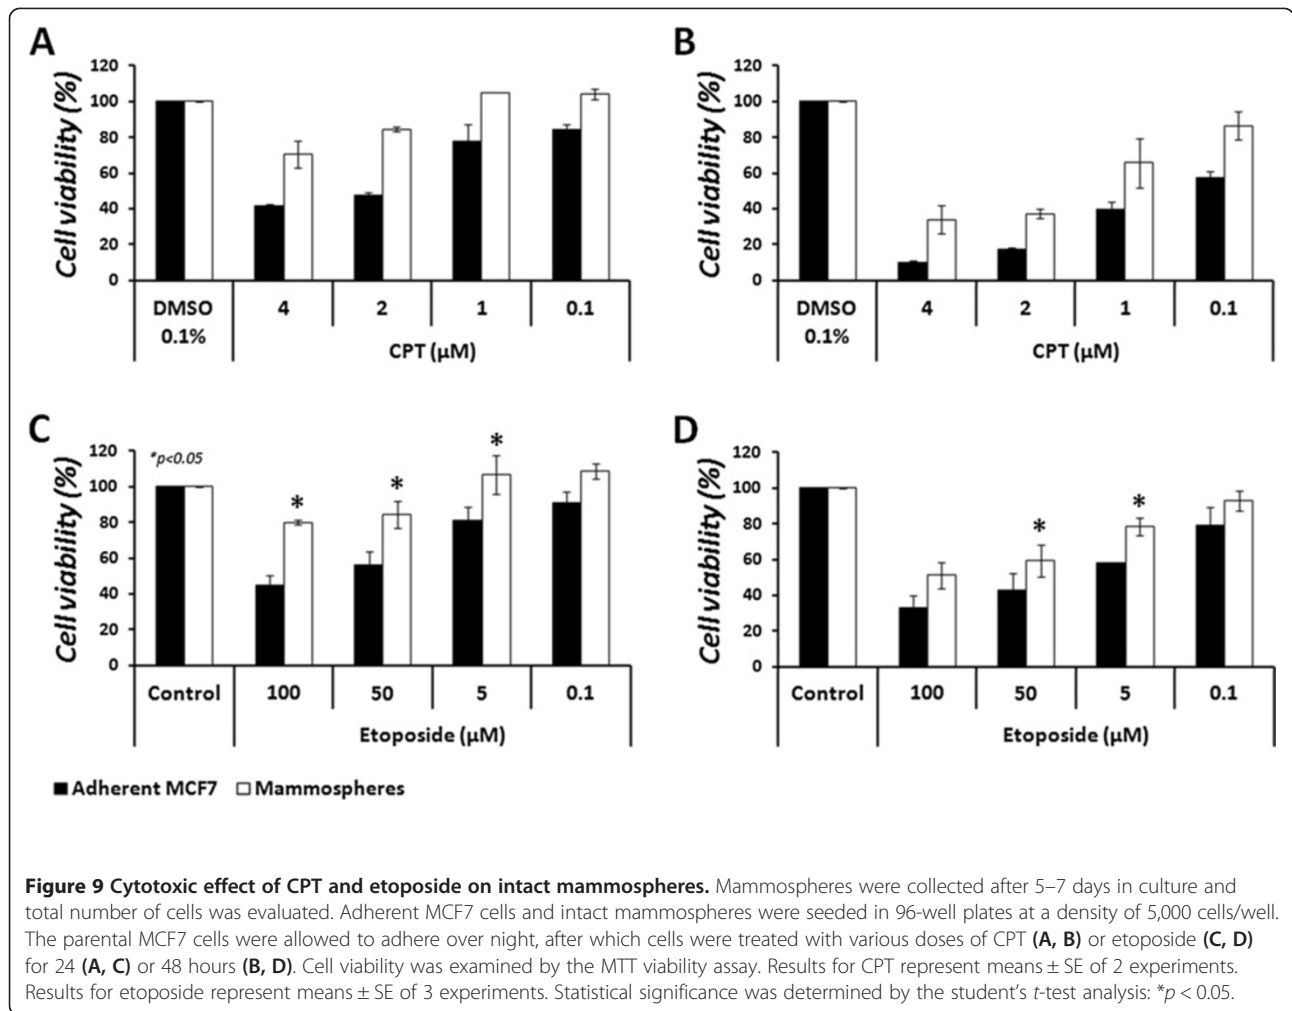 A
Cell viability (%)
120
100
80
60
40
20
0
DMSO 0.1%
4
2
1
0.1
CPT (μM)
B
Cell viability (%)
120
100
80
60
40
20
0
DMSO 0.1%
4
2
1
0.1
CPT (μM)
C
Cell viability (%)
120
100
80
60
40
20
0
*p<0.05
*
*
*
Control
100
50
5
0.1
Etoposide (μM)
D
Cell viability (%)
120
100
80
60
40
20
0
*
*
Control
100
50
5
0.1
Etoposide (μM)
Adherent MCF7 Mammospheres
Figure 9 Cytotoxic effect of CPT and etoposide on intact mammospheres. Mammospheres were collected after 5–7 days in culture and
total number of cells was evaluated. Adherent MCF7 cells and intact mammospheres were seeded in 96-well plates at a density of 5,000 cells/well.
The parental MCF7 cells were allowed to adhere over night, after which cells were treated with various doses of CPT (A, B) or etoposide (C, D)
for 24 (A, C) or 48 hours (B, D). Cell viability was examined by the MTT viability assay. Results for CPT represent means ± SE of 2 experiments.
Results for etoposide represent means ± SE of 3 experiments. Statistical significance was determined by the student's t-test analysis: *p < 0.05.